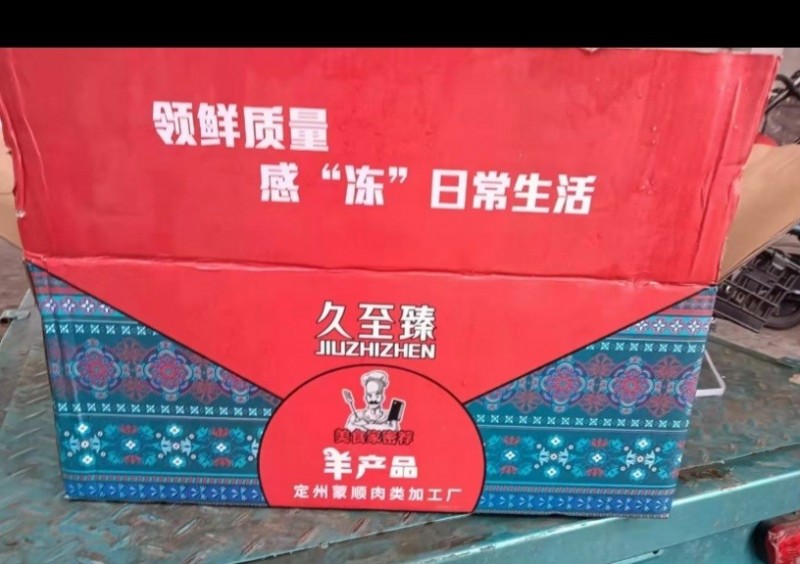 领鲜质量
感“冻”日常生活
久至臻
JIUZHIZHEN
美食家密荐
羊产品
定州蒙顺肉类加工厂